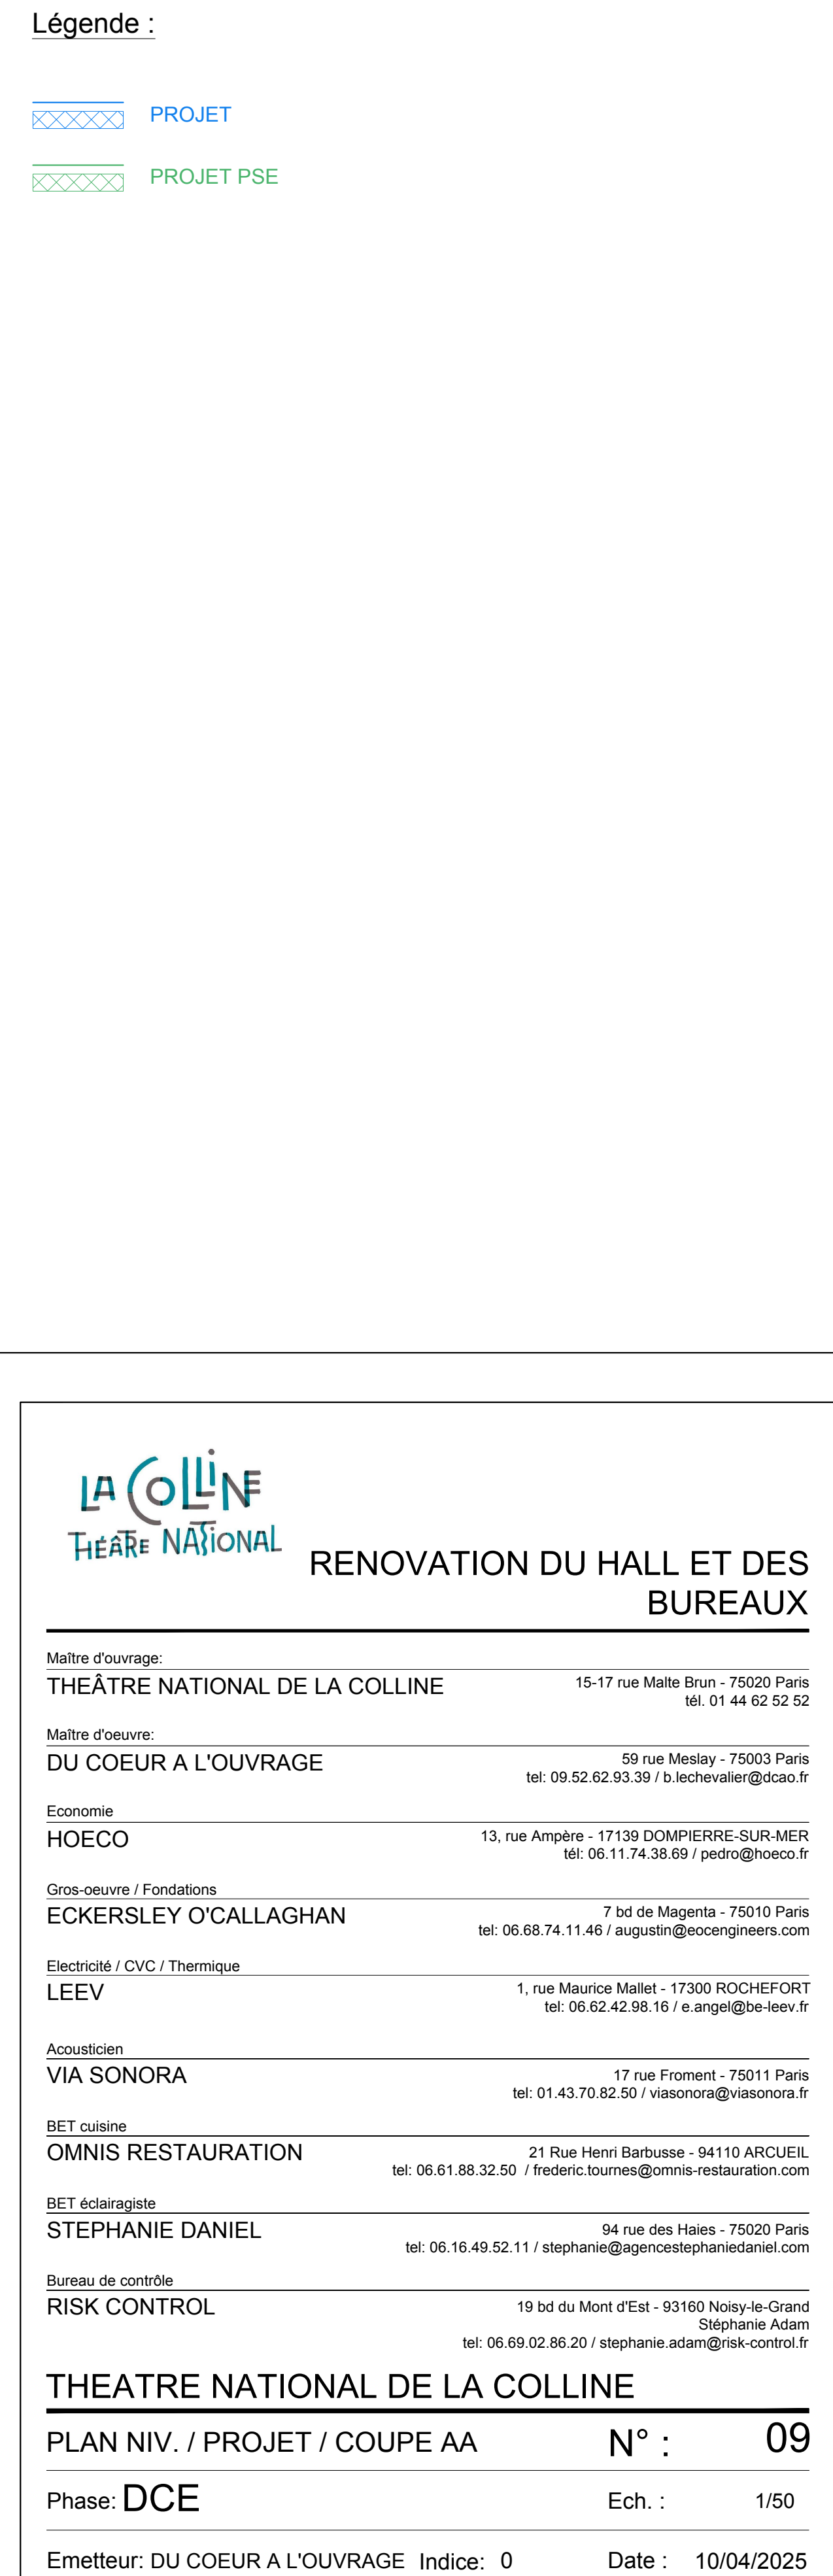 Légende :
PROJET
PROJET PSE
LA COLLINE
THÉÂTRE NATIONAL
RENOVATION DU HALL ET DES
BUREAUX
Maître d'ouvrage:
THEÂTRE NATIONAL DE LA COLLINE
15-17 rue Malte Brun - 75020 Paris
tél. 01 44 62 52 52
Maître d'oeuvre:
DU COEUR A L'OUVRAGE
59 rue Meslay - 75003 Paris
tel: 09.52.62.93.39 / b.lechevalier@dcao.fr
Economie
HOECO
13, rue Ampère - 17139 DOMPIERRE-SUR-MER
tél: 06.11.74.38.69 / pedro@hoeco.fr
Gros-oeuvre / Fondations
ECKERSLEY O'CALLAGHAN
7 bd de Magenta - 75010 Paris
tel: 06.68.74.11.46 / augustin@eocengineers.com
Electricité / CVC / Thermique
LEEV
1, rue Maurice Mallet - 17300 ROCHEFORT
tel: 06.62.42.98.16 / e.angel@be-leev.fr
Acousticien
VIA SONORA
17 rue Froment - 75011 Paris
tel: 01.43.70.82.50 / viasonora@viasonora.fr
BET cuisine
OMNIS RESTAURATION
21 Rue Henri Barbusse - 94110 ARCUEIL
tel: 06.61.88.32.50 / frederic.tournes@omnis-restauration.com
BET éclairagiste
STEPHANIE DANIEL
94 rue des Haies - 75020 Paris
tel: 06.16.49.52.11 / stephanie@agencestephaniedaniel.com
Bureau de contrôle
RISK CONTROL
19 bd du Mont d'Est - 93160 Noisy-le-Grand
Stéphanie Adam
tel: 06.69.02.86.20 / stephanie.adam@risk-control.fr
THEATRE NATIONAL DE LA COLLINE
PLAN NIV. / PROJET / COUPE AA N° : 09
Phase: DCE Ech. : 1/50
Emetteur: DU COEUR A L'OUVRAGE Indice: 0 Date : 10/04/2025